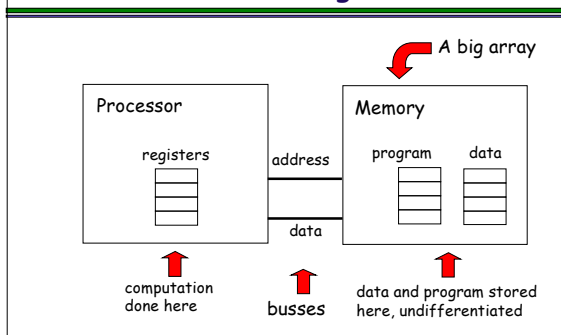 A big array
Processor
Memory
registers
address
program data
data
computation
done here
busses
data and program stored
here, undifferentiated